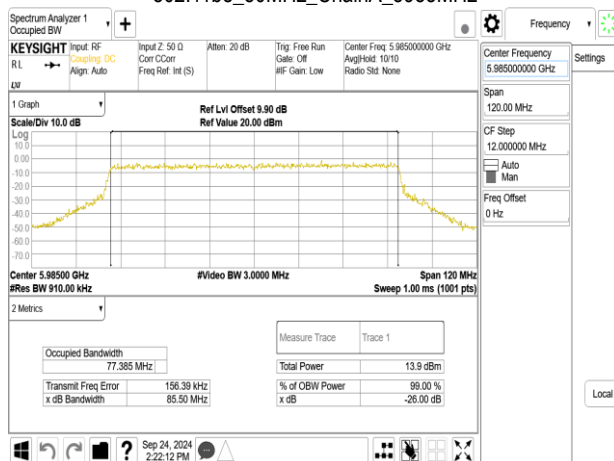 Spectrum Analyzer 1
Occupied BW
+
Frequency
KEYSIGHT
RL
LXI
Input: RF
Coupling: DC
Align: Auto
Input Z: 50 Ω
Corr CCorr
Freq Ref: Int (S)
Atten: 20 dB
Trig: Free Run
Gate: Off
#IF Gain: Low
Center Freq: 5.985000000 GHz
Avg|Hold: 10/10
Radio Std: None
Center Frequency
5.985000000 GHz
Settings
Span
120.00 MHz
CF Step
12.000000 MHz
Auto
Man
Freq Offset
0 Hz
1 Graph
Ref Lvl Offset 9.90 dB
Scale/Div 10.0 dB
Ref Value 20.00 dBm
Log
10.0
0.00
-10.0
-20.0
-30.0
-40.0
-50.0
-60.0
-70.0
Center 5.98500 GHz
#Video BW 3.0000 MHz
Span 120 MHz
#Res BW 910.00 kHz
Sweep 1.00 ms (1001 pts)
2 Metrics
Measure Trace
Trace 1
Occupied Bandwidth
77.385 MHz
Total Power
13.9 dBm
Transmit Freq Error
156.39 kHz
% of OBW Power
99.00 %
x dB Bandwidth
85.50 MHz
x dB
-26.00 dB
Local
?
Sep 24, 2024
2:22:12 PM